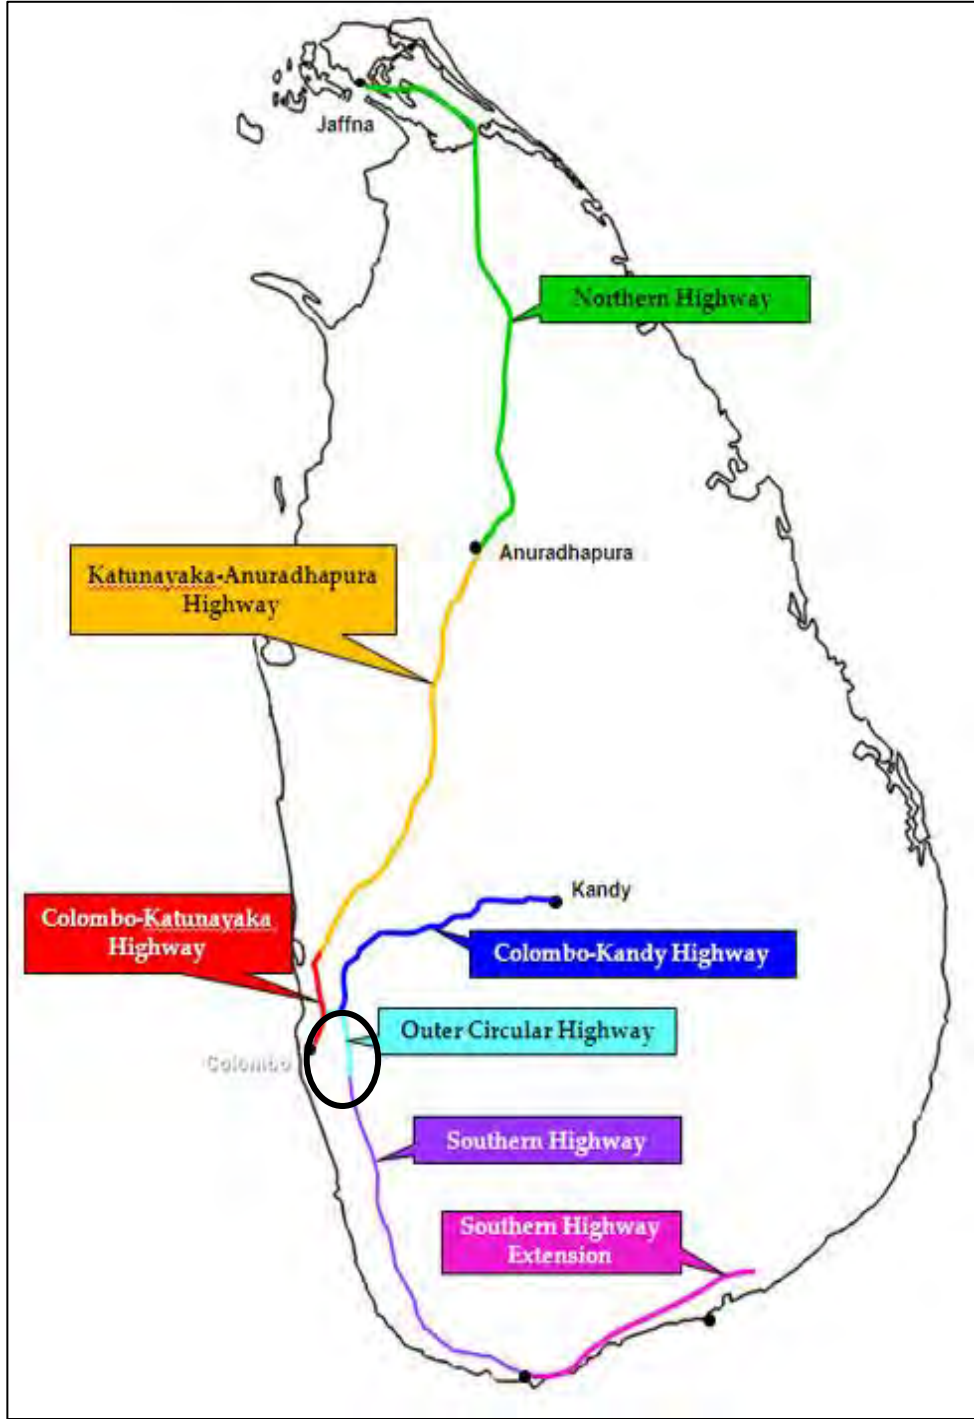 Jaffna
Northern Highway
Anuradhapura
Katunayaka-Anuradhapura
Highway
Kandy
Colombo-Katunayaka
Highway
Colombo-Kandy Highway
Outer Circular Highway
Colombo
Southern Highway
Southern Highway
Extension